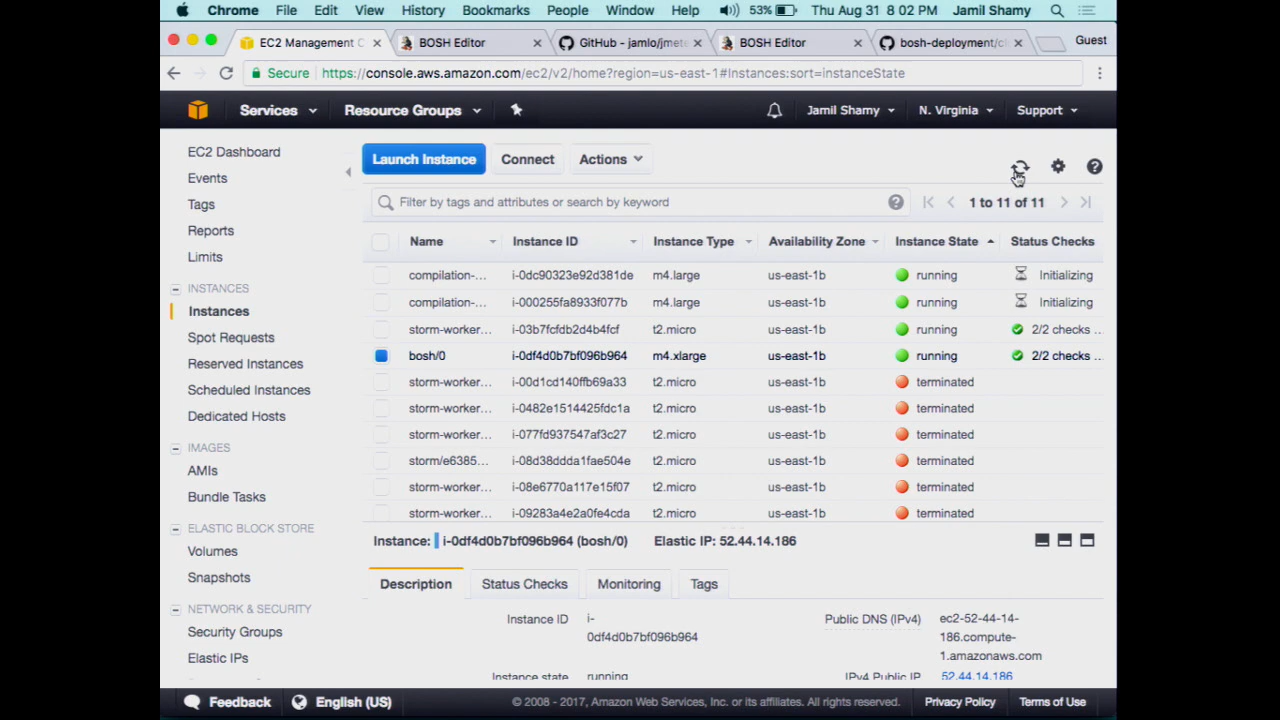 Chrome File Edit View History Bookmarks People Window Help 53% Thu Aug 31 8:02 PM Jamil Shamy
EC2 Management C BOSH Editor GitHub - jamlo/jmete BOSH Editor bosh-deployment/c Guest
Secure https://console.aws.amazon.com/ec2/v2/home?region=us-east-1#Instances:sort=instanceState
Services Resource Groups Jamil Shamy N. Virginia Support
EC2 Dashboard
Events
Tags
Reports
Limits
INSTANCES
Instances
Spot Requests
Reserved Instances
Scheduled Instances
Dedicated Hosts
IMAGES
AMIs
Bundle Tasks
ELASTIC BLOCK STORE
Volumes
Snapshots
NETWORK & SECURITY
Security Groups
Elastic IPs
Launch Instance Connect Actions
Filter by tags and attributes or search by keyword 1 to 11 of 11
Name Instance ID Instance Type Availability Zone Instance State Status Checks
compilation-... i-0dc90323e92d381de m4.large us-east-1b running Initializing
compilation-... i-000255fa8933f077b m4.large us-east-1b running Initializing
storm-worker... i-03b7fcfdb2d4b4fcf t2.micro us-east-1b running 2/2 checks ...
bosh/0 i-0df4d0b7bf096b964 m4.xlarge us-east-1b running 2/2 checks ...
storm-worker... i-00d1cd140ffb69a33 t2.micro us-east-1b terminated
storm-worker... i-0482e1514425fdc1a t2.micro us-east-1b terminated
storm-worker... i-077fd937547af3c27 t2.micro us-east-1b terminated
storm/e6385... i-08d38ddda1fae504e t2.micro us-east-1b terminated
storm-worker... i-08e6770a117e15f07 t2.micro us-east-1b terminated
storm-worker... i-09283a4e2a0fe4cda t2.micro us-east-1b terminated
Instance: i-0df4d0b7bf096b964 (bosh/0) Elastic IP: 52.44.14.186
Description Status Checks Monitoring Tags
Instance ID i-
0df4d0b7bf096b964
Public DNS (IPv4) ec2-52-44-14-
186.compute-
1.amazonaws.com
Instance state running IPv4 Public IP 52.44.14.186
Feedback English (US) © 2008 - 2017, Amazon Web Services, Inc. or its affiliates. All rights reserved. Privacy Policy Terms of Use